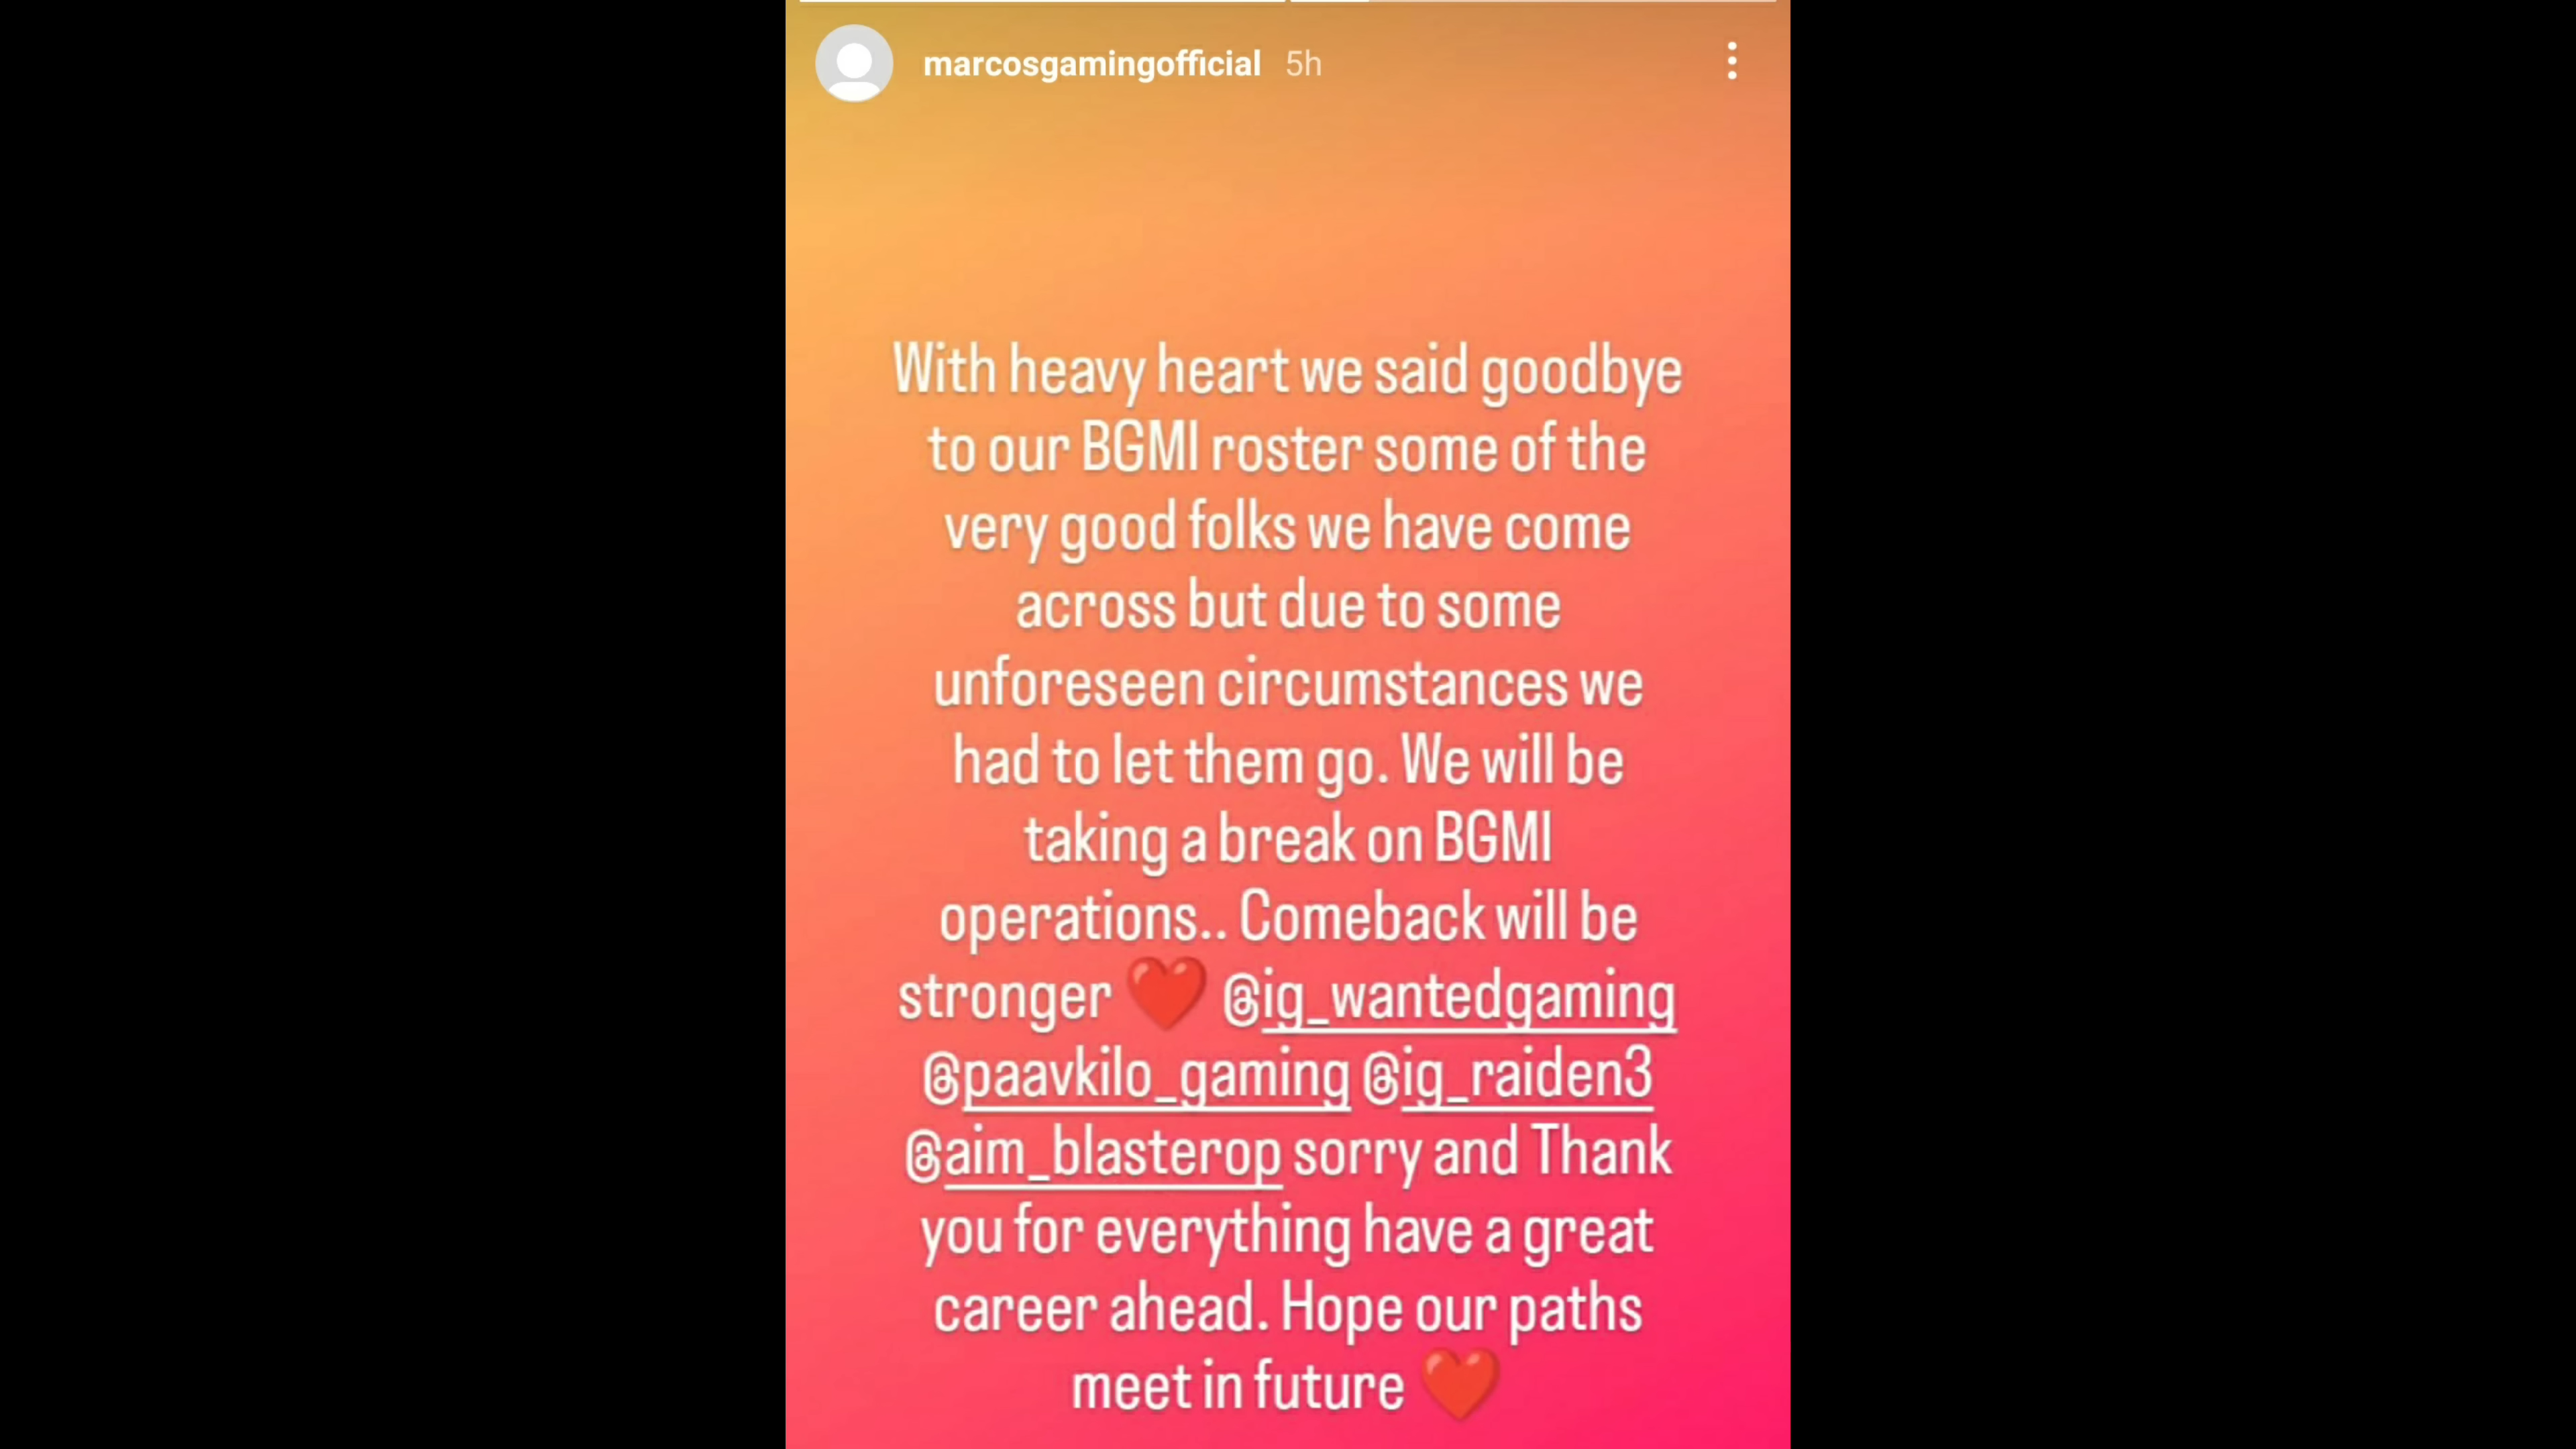 marcosgamingofficial 5h
With heavy heart we said goodbye
to our BGMI roster some of the
very good folks we have come
across but due to some
unforeseen circumstances we
had to let them go. We will be
taking a break on BGMI
operations.. Comeback will be
stronger ❤️ @ig_wantedgaming
@paavkilo_gaming @ig_raiden3
@aim_blasterop sorry and Thank
you for everything have a great
career ahead. Hope our paths
meet in future ❤️